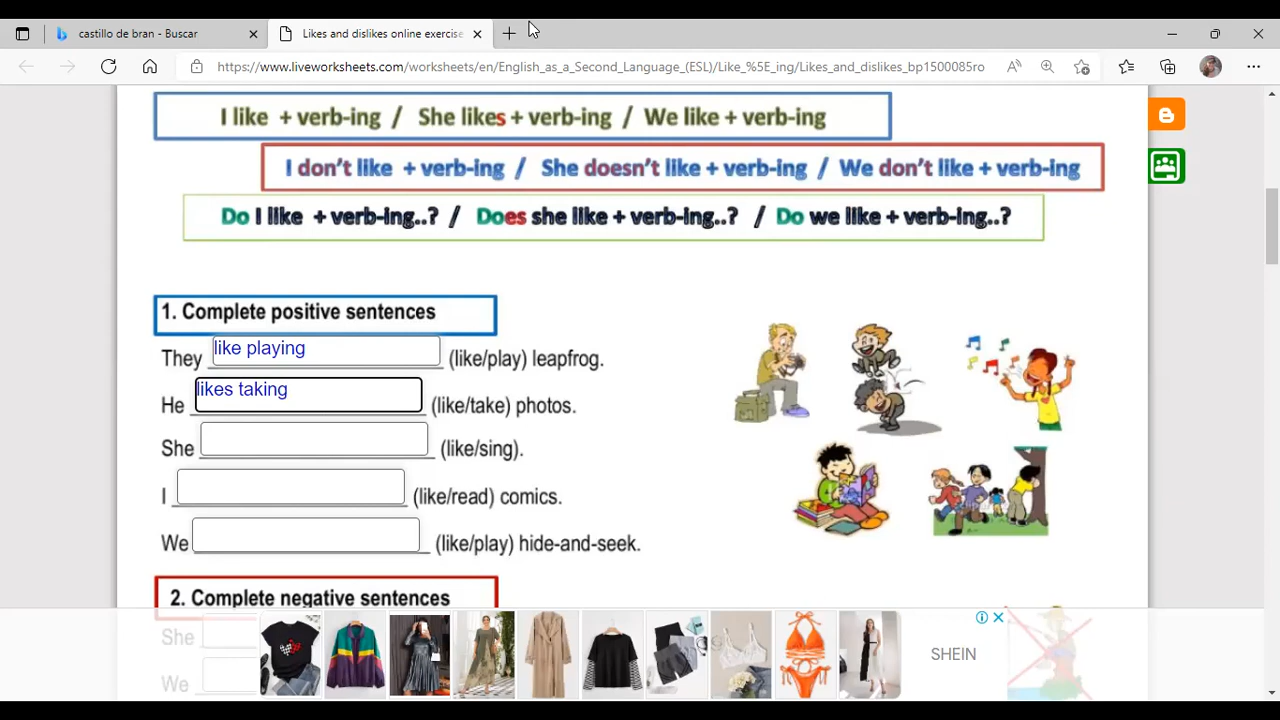 castillo de bran - Buscar
Likes and dislikes online exercise
https://www.liveworksheets.com/worksheets/en/English_as_a_Second_Language_(ESL)/Like_%5E_ing/Likes_and_dislikes_bp1500085ro
I like + verb-ing / She likes + verb-ing / We like + verb-ing
I don't like + verb-ing / She doesn't like + verb-ing / We don't like + verb-ing
Do I like + verb-ing..? / Does she like + verb-ing..? / Do we like + verb-ing..?
1. Complete positive sentences
They like playing (like/play) leapfrog.
He likes taking (like/take) photos.
She (like/sing).
I (like/read) comics.
We (like/play) hide-and-seek.
2. Complete negative sentences
She
We
SHEIN